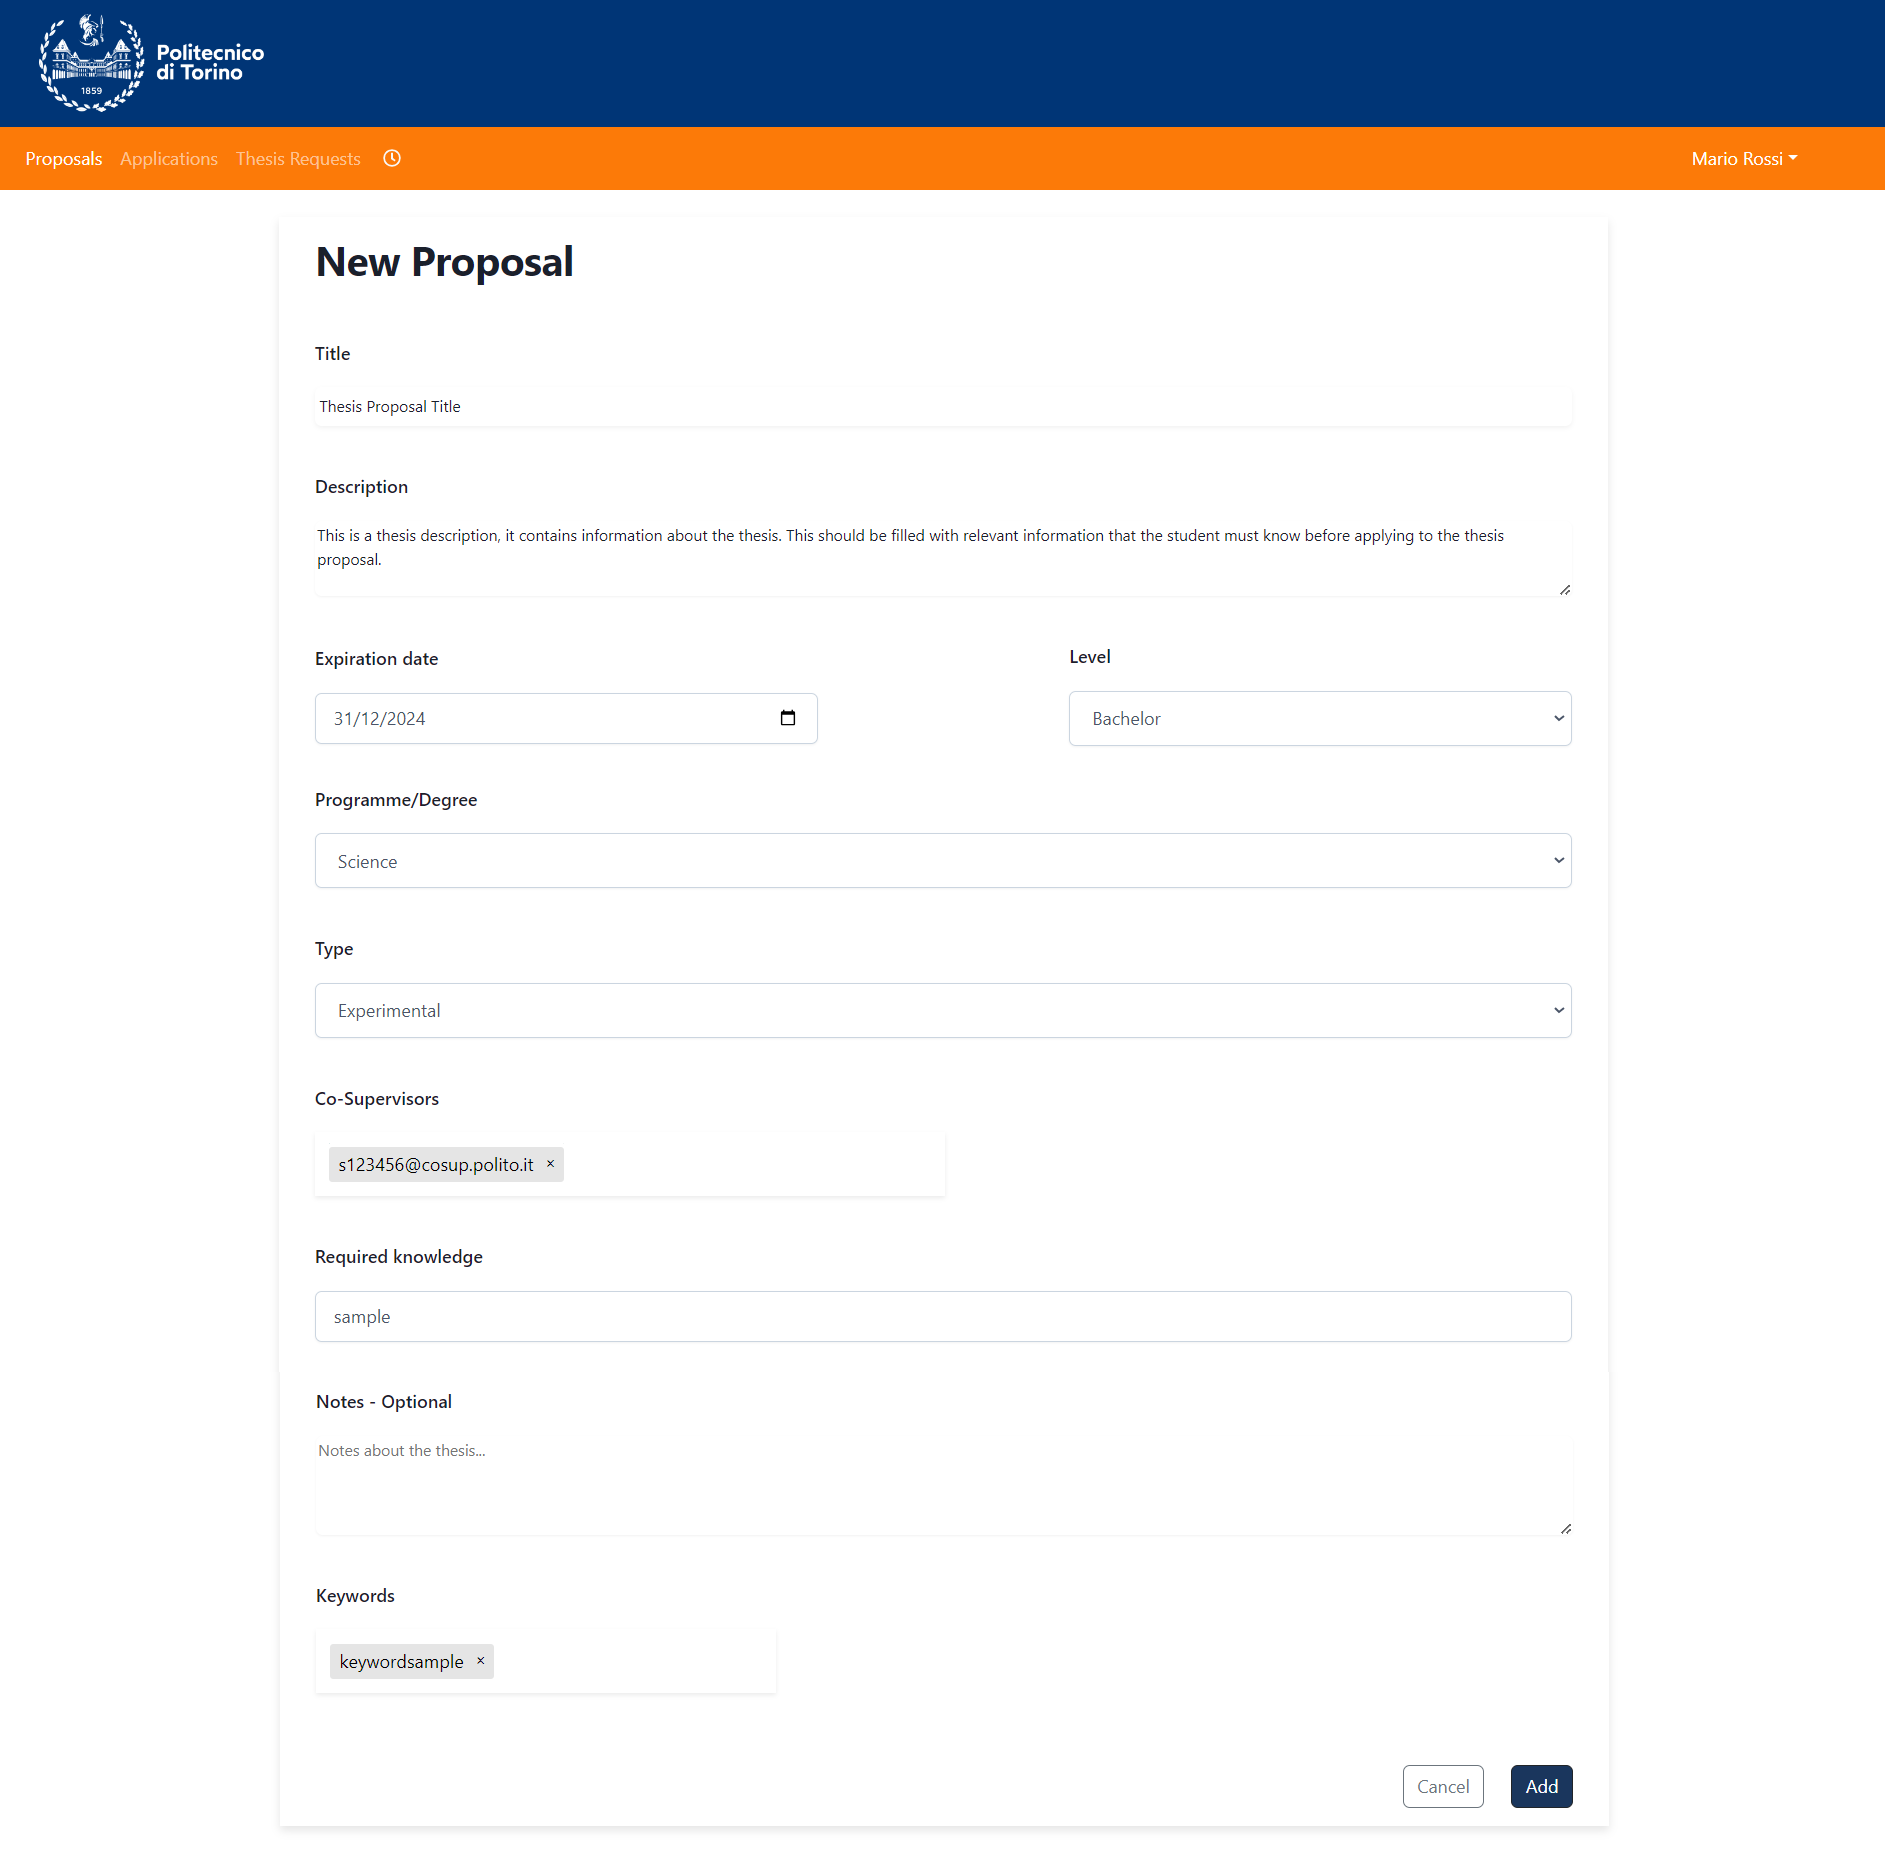 Politecnico
di Torino
1859
Proposals Applications Thesis Requests Mario Rossi
New Proposal
Title
Thesis Proposal Title
Description
This is a thesis description, it contains information about the thesis. This should be filled with relevant information that the student must know before applying to the thesis
proposal.
Expiration date Level
31/12/2024 Bachelor
Programme/Degree
Science
Type
Experimental
Co-Supervisors
s123456@cosup.polito.it ×
Required knowledge
sample
Notes - Optional
Notes about the thesis...
Keywords
keywordsample ×
Cancel Add